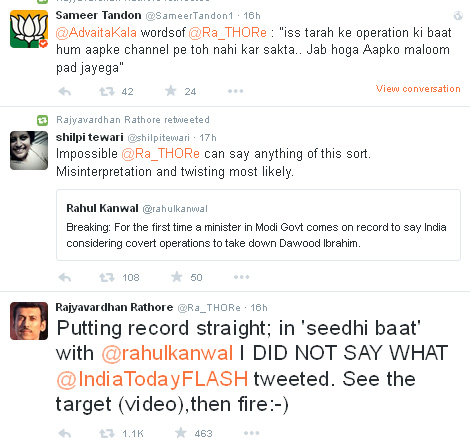 Rajyavardhan Rathore retweeted
Sameer Tandon @SameerTandon1 · 16h
@AdvaitaKala wordsof @Ra_THORe : "iss tarah ke operation ki baat
hum aapke channel pe toh nahi kar sakta.. Jab hoga Aapko maloom
pad jayega"
42 24 View conversation
Rajyavardhan Rathore retweeted
shilpi tewari @shilpitewari · 17h
Impossible @Ra_THORe can say anything of this sort.
Misinterpretation and twisting most likely.
Rahul Kanwal @rahulkanwal
Breaking: For the first time a minister in Modi Govt comes on record to say India
considering covert operations to take down Dawood Ibrahim.
108 50
Rajyavardhan Rathore @Ra_THORe · 16h
Putting record straight; in 'seedhi baat'
with @rahulkanwal I DID NOT SAY WHAT
@IndiaTodayFLASH tweeted. See the
target (video),then fire:-)
1.1K 463